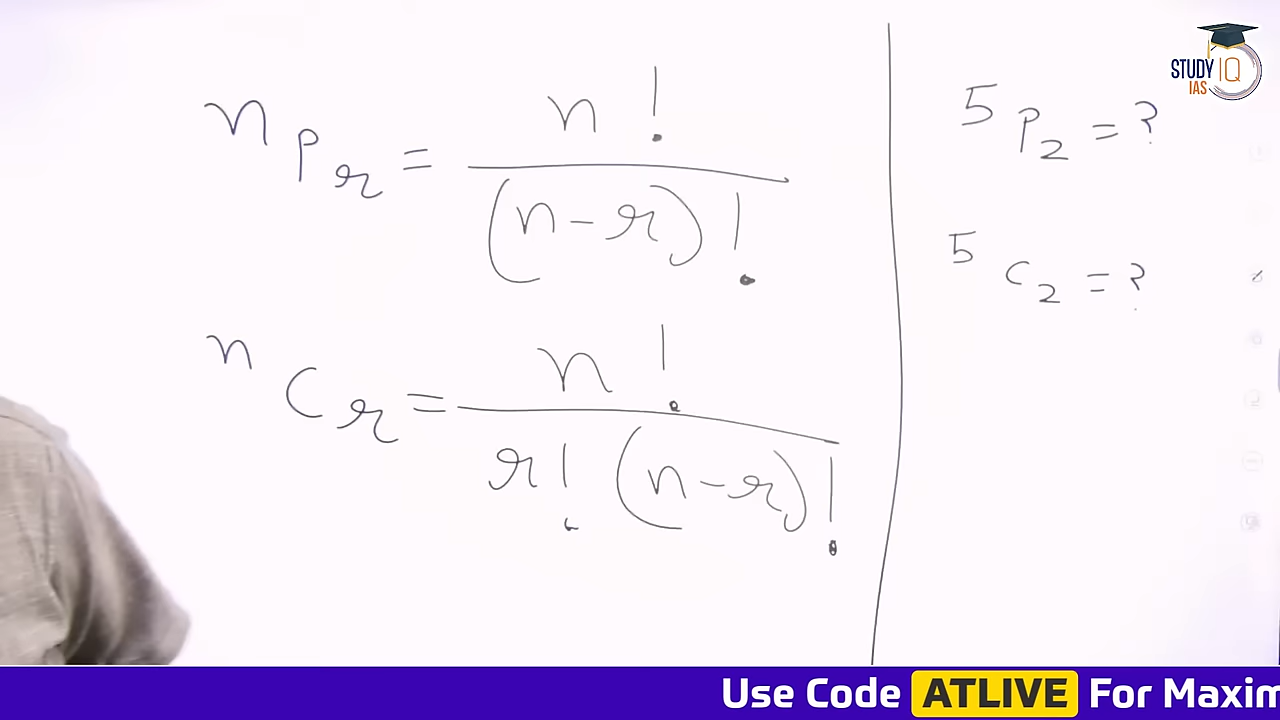 nPr = n! / (n-r)!
nCr = n! / r! (n-r)!
5P2 = ?
5C2 = ?
STUDY IQ
IAS
Use Code ATLIVE For Maxim